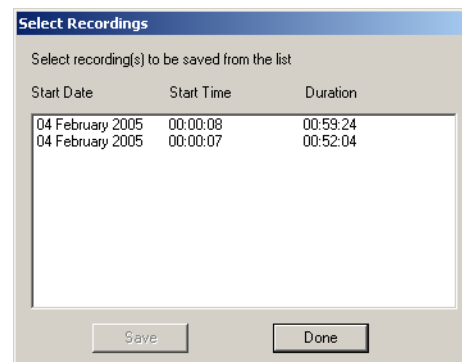 Select Recordings
Select recording(s) to be saved from the list
Start Date Start Time Duration
04 February 2005 00:00:08 00:59:24
04 February 2005 00:00:07 00:52:04
Save Done